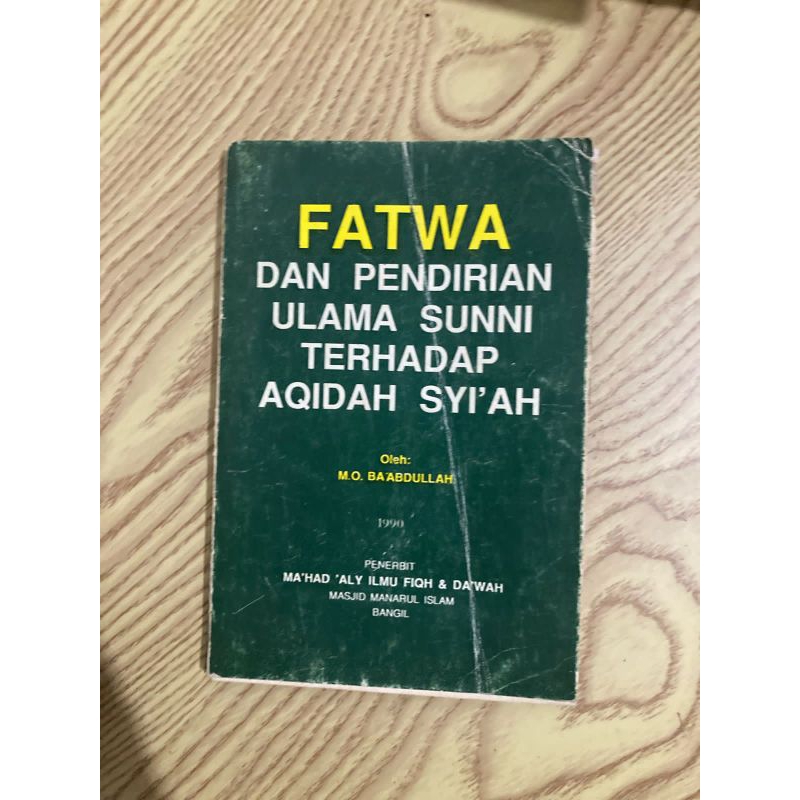 FATWA
DAN PENDIRIAN
ULAMA SUNNI
TERHADAP
AQIDAH SYI'AH
Oleh:
M.O. BA'ABDULLAH
1990
PENERBIT
MA'HAD 'ALY ILMU FIQH & DA'WAH
MASJID MANARUL ISLAM
BANGIL